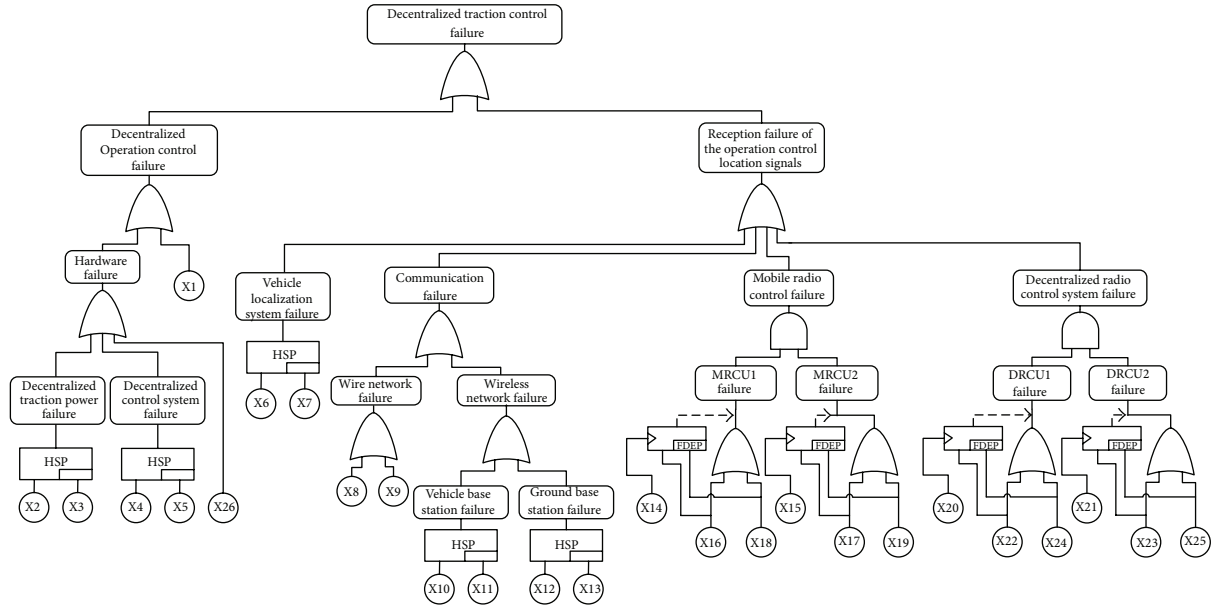 Decentralized traction control
failure
Decentralized
Operation control
failure
Reception failure of
the operation control
location signals
Hardware
failure
X1
Vehicle
localization
system failure
Communication
failure
Mobile radio
control failure
Decentralized radio
control system failure
HSP
X6
X7
Wire network
failure
Wireless
network failure
MRCU1
failure
MRCU2
failure
DRCU1
failure
DRCU2
failure
Decentralized
traction power
failure
Decentralized
control system
failure
HSP
HSP
X2
X3
X4
X5
X26
X8
X9
Vehicle base
station failure
Ground base
station failure
HSP
HSP
X10
X11
X12
X13
FDEP
FDEP
FDEP
FDEP
X14
X15
X20
X21
X16
X18
X17
X19
X22
X24
X23
X25